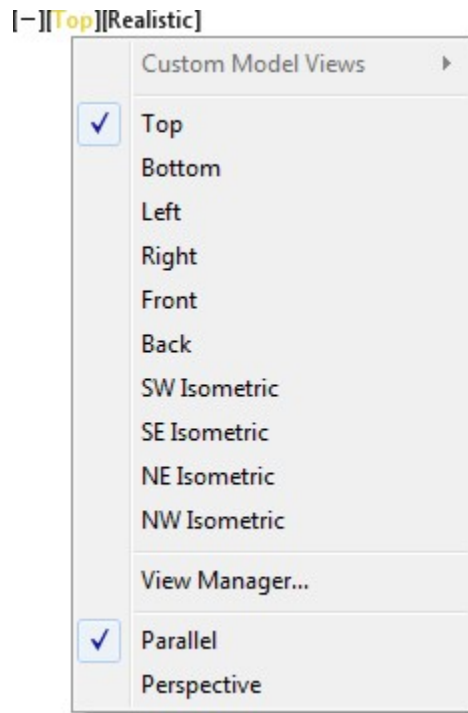 [−][Top][Realistic]
Custom Model Views
Top
Bottom
Left
Right
Front
Back
SW Isometric
SE Isometric
NE Isometric
NW Isometric
View Manager...
Parallel
Perspective